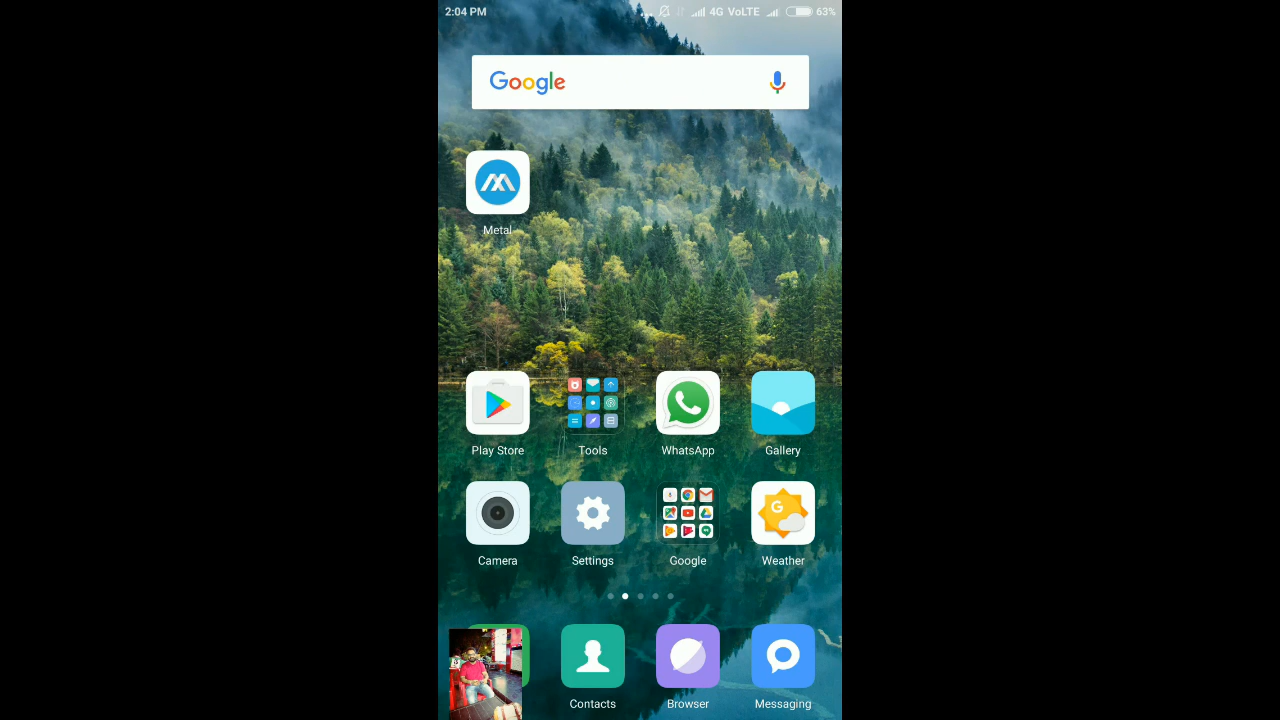 2:04 PM ... 4G VoLTE 63%
Google
Metal
Play Store Tools WhatsApp Gallery
G
Camera Settings Google Weather
Contacts Browser Messaging